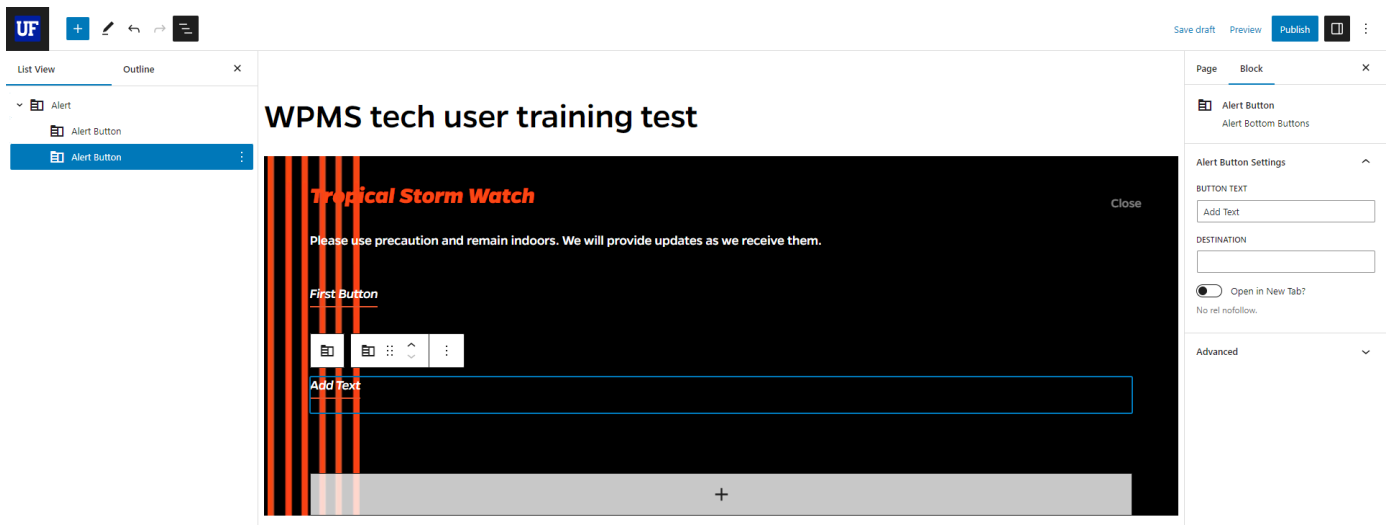 UF
Save draft Preview Publish
List View Outline
Alert
Alert Button
Alert Button
WPMS tech user training test
Tropical Storm Watch
Close
Please use precaution and remain indoors. We will provide updates as we receive them.
First Button
Add Text
Page Block
Alert Button
Alert Bottom Buttons
Alert Button Settings
BUTTON TEXT
Add Text
DESTINATION
Open in New Tab?
No rel nofollow.
Advanced